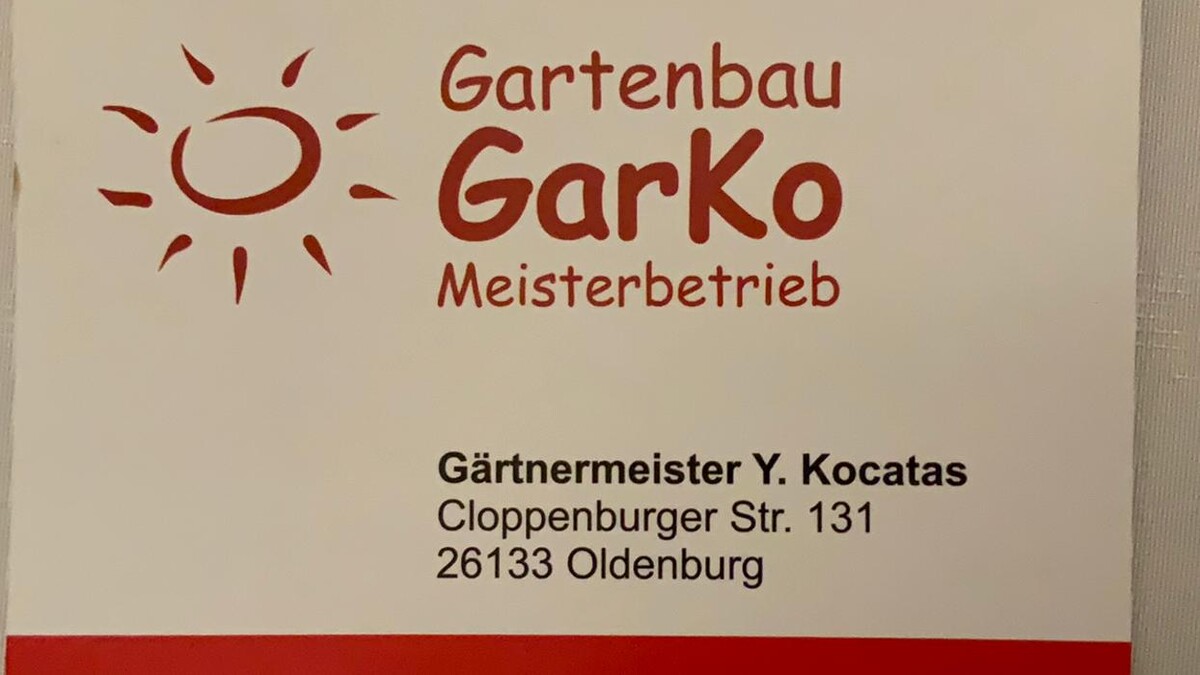 Gartenbau
GarKo
Meisterbetrieb
Gärtnermeister Y. Kocatas
Cloppenburger Str. 131
26133 Oldenburg